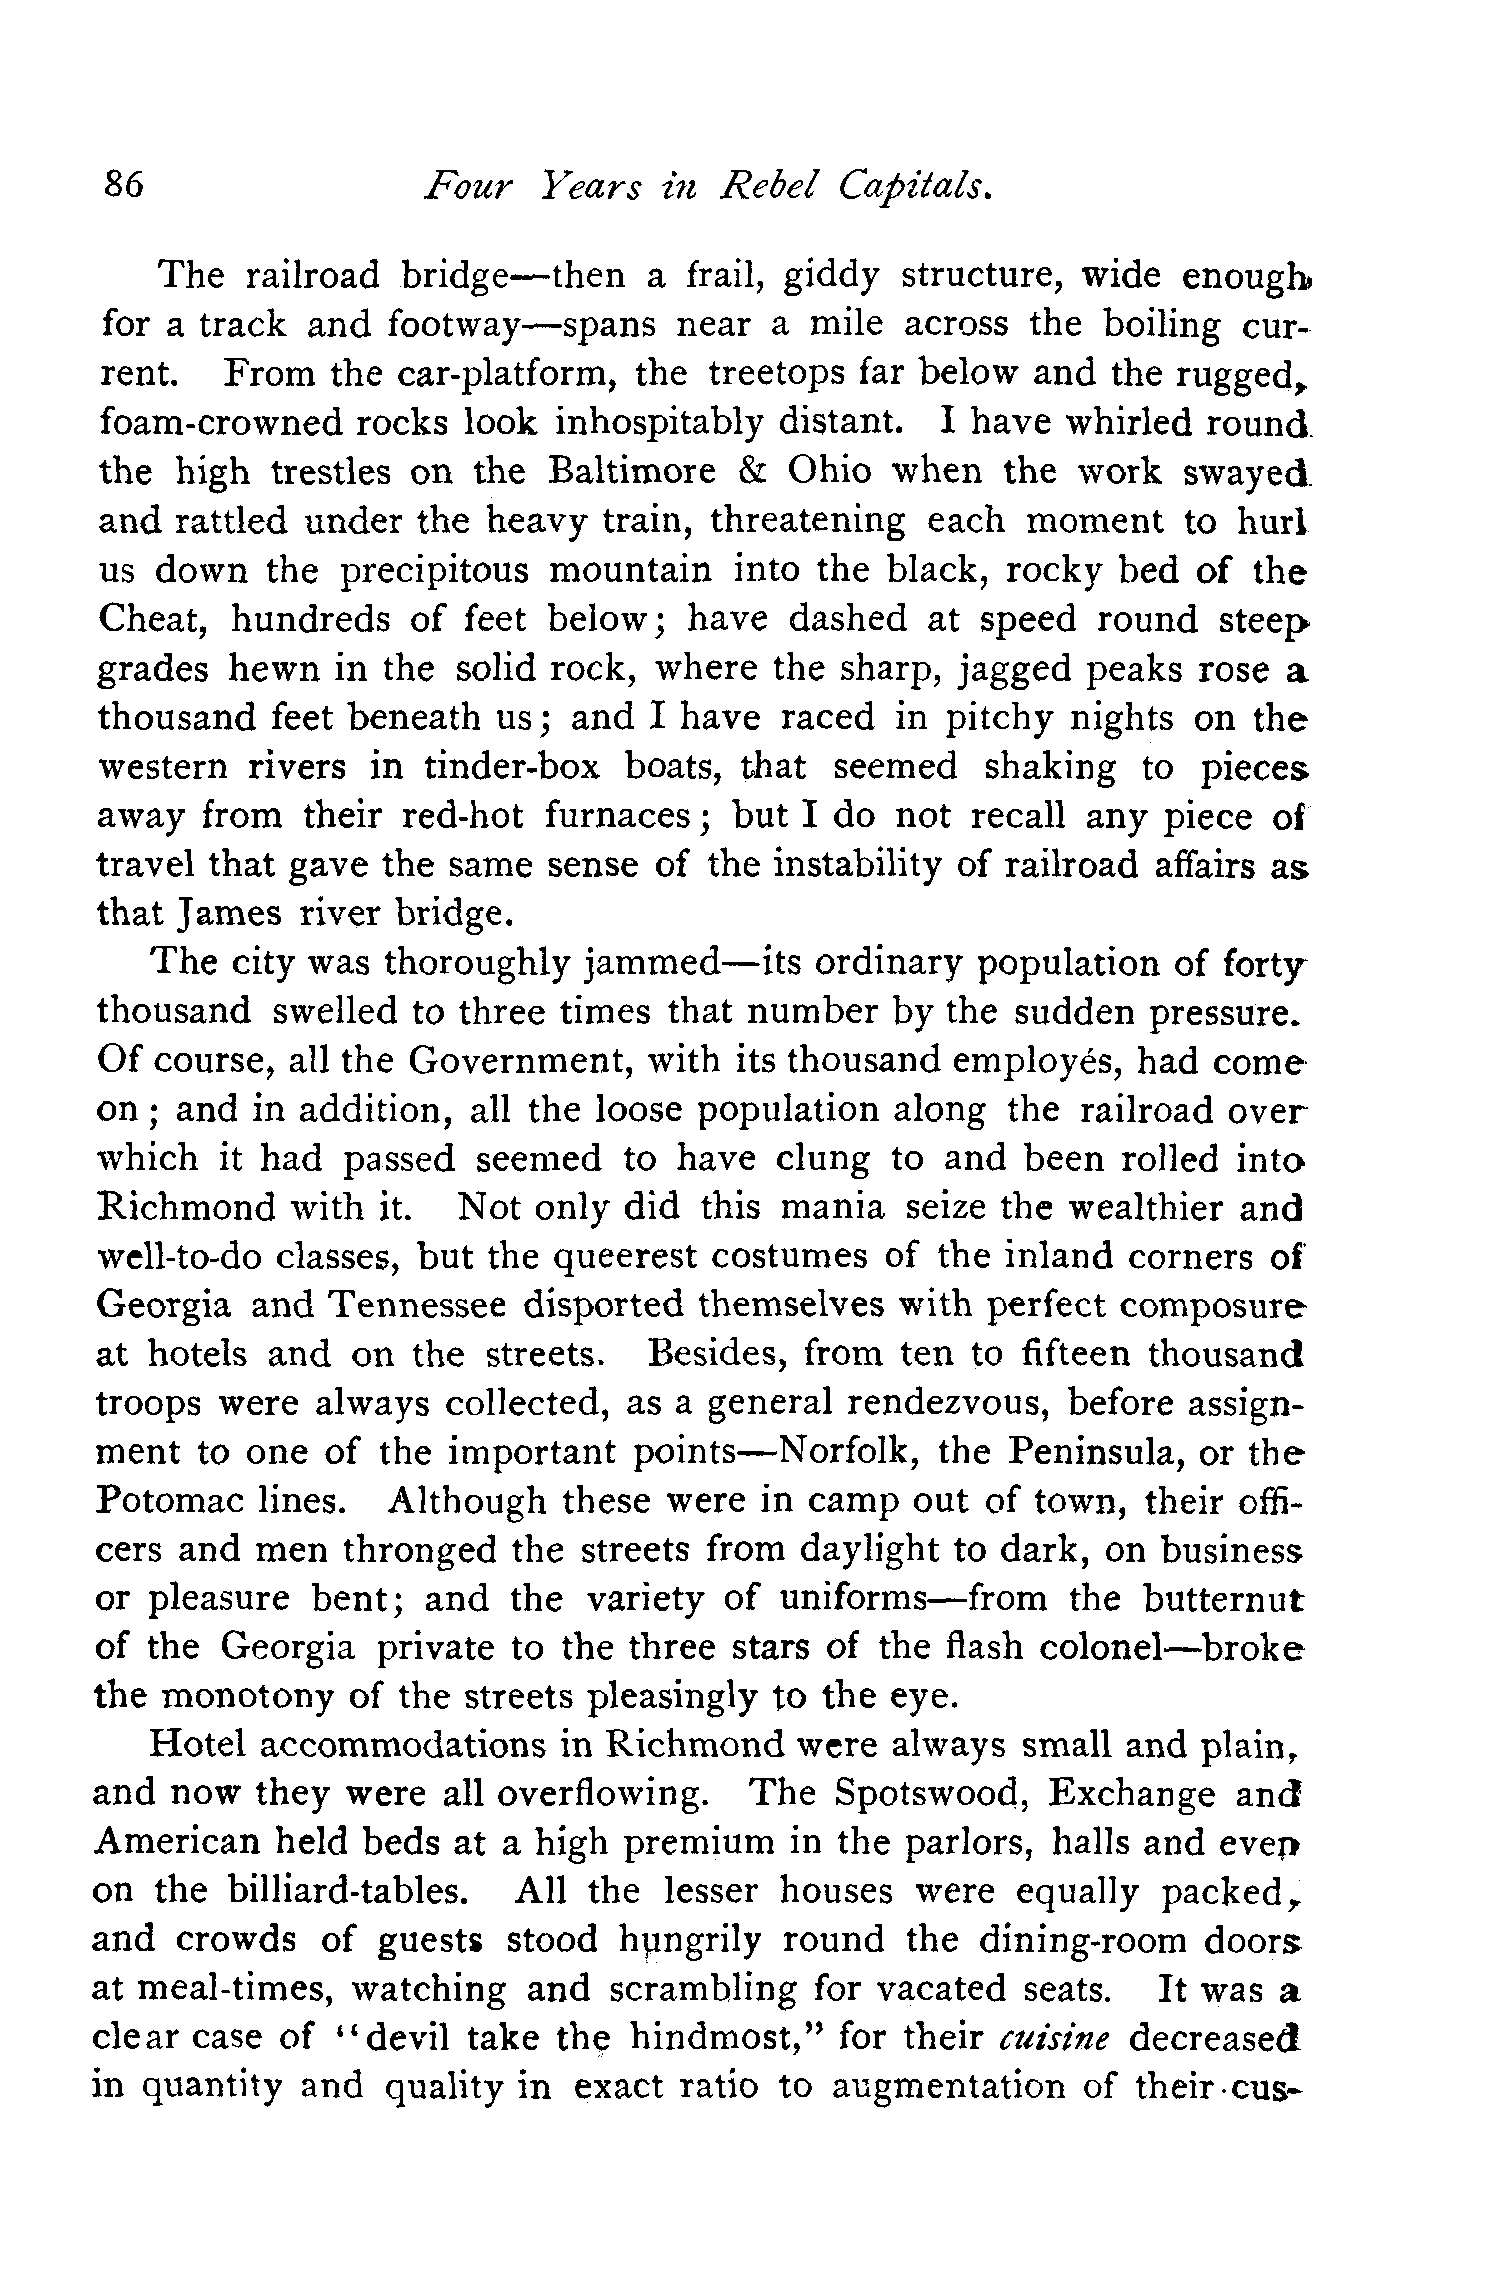 86 Four Years in Rebel Capitals.
The railroad bridge—then a frail, giddy structure, wide enough
for a track and footway—spans near a mile across the boiling cur-
rent. From the car-platform, the treetops far below and the rugged,
foam-crowned rocks look inhospitably distant. I have whirled round
the high trestles on the Baltimore & Ohio when the work swayed
and rattled under the heavy train, threatening each moment to hurl
us down the precipitous mountain into the black, rocky bed of the
Cheat, hundreds of feet below; have dashed at speed round steep
grades hewn in the solid rock, where the sharp, jagged peaks rose a
thousand feet beneath us; and I have raced in pitchy nights on the
western rivers in tinder-box boats, that seemed shaking to pieces
away from their red-hot furnaces; but I do not recall any piece of
travel that gave the same sense of the instability of railroad affairs as
that James river bridge.
The city was thoroughly jammed—its ordinary population of forty
thousand swelled to three times that number by the sudden pressure.
Of course, all the Government, with its thousand employés, had come
on; and in addition, all the loose population along the railroad over
which it had passed seemed to have clung to and been rolled into
Richmond with it. Not only did this mania seize the wealthier and
well-to-do classes, but the queerest costumes of the inland corners of
Georgia and Tennessee disported themselves with perfect composure
at hotels and on the streets. Besides, from ten to fifteen thousand
troops were always collected, as a general rendezvous, before assign-
ment to one of the important points—Norfolk, the Peninsula, or the
Potomac lines. Although these were in camp out of town, their offi-
cers and men thronged the streets from daylight to dark, on business
or pleasure bent; and the variety of uniforms—from the butternut
of the Georgia private to the three stars of the flash colonel—broke
the monotony of the streets pleasingly to the eye.
Hotel accommodations in Richmond were always small and plain,
and now they were all overflowing. The Spotswood, Exchange and
American held beds at a high premium in the parlors, halls and even
on the billiard-tables. All the lesser houses were equally packed,
and crowds of guests stood hungrily round the dining-room doors
at meal-times, watching and scrambling for vacated seats. It was a
clear case of "devil take the hindmost," for their cuisine decreased
in quantity and quality in exact ratio to augmentation of their cus-